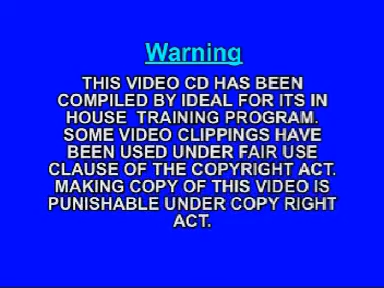 Warning
THIS VIDEO CD HAS BEEN
COMPILED BY IDEAL FOR ITS IN
HOUSE TRAINING PROGRAM.
SOME VIDEO CLIPPINGS HAVE
BEEN USED UNDER FAIR USE
CLAUSE OF THE COPYRIGHT ACT.
MAKING COPY OF THIS VIDEO IS
PUNISHABLE UNDER COPY RIGHT
ACT.